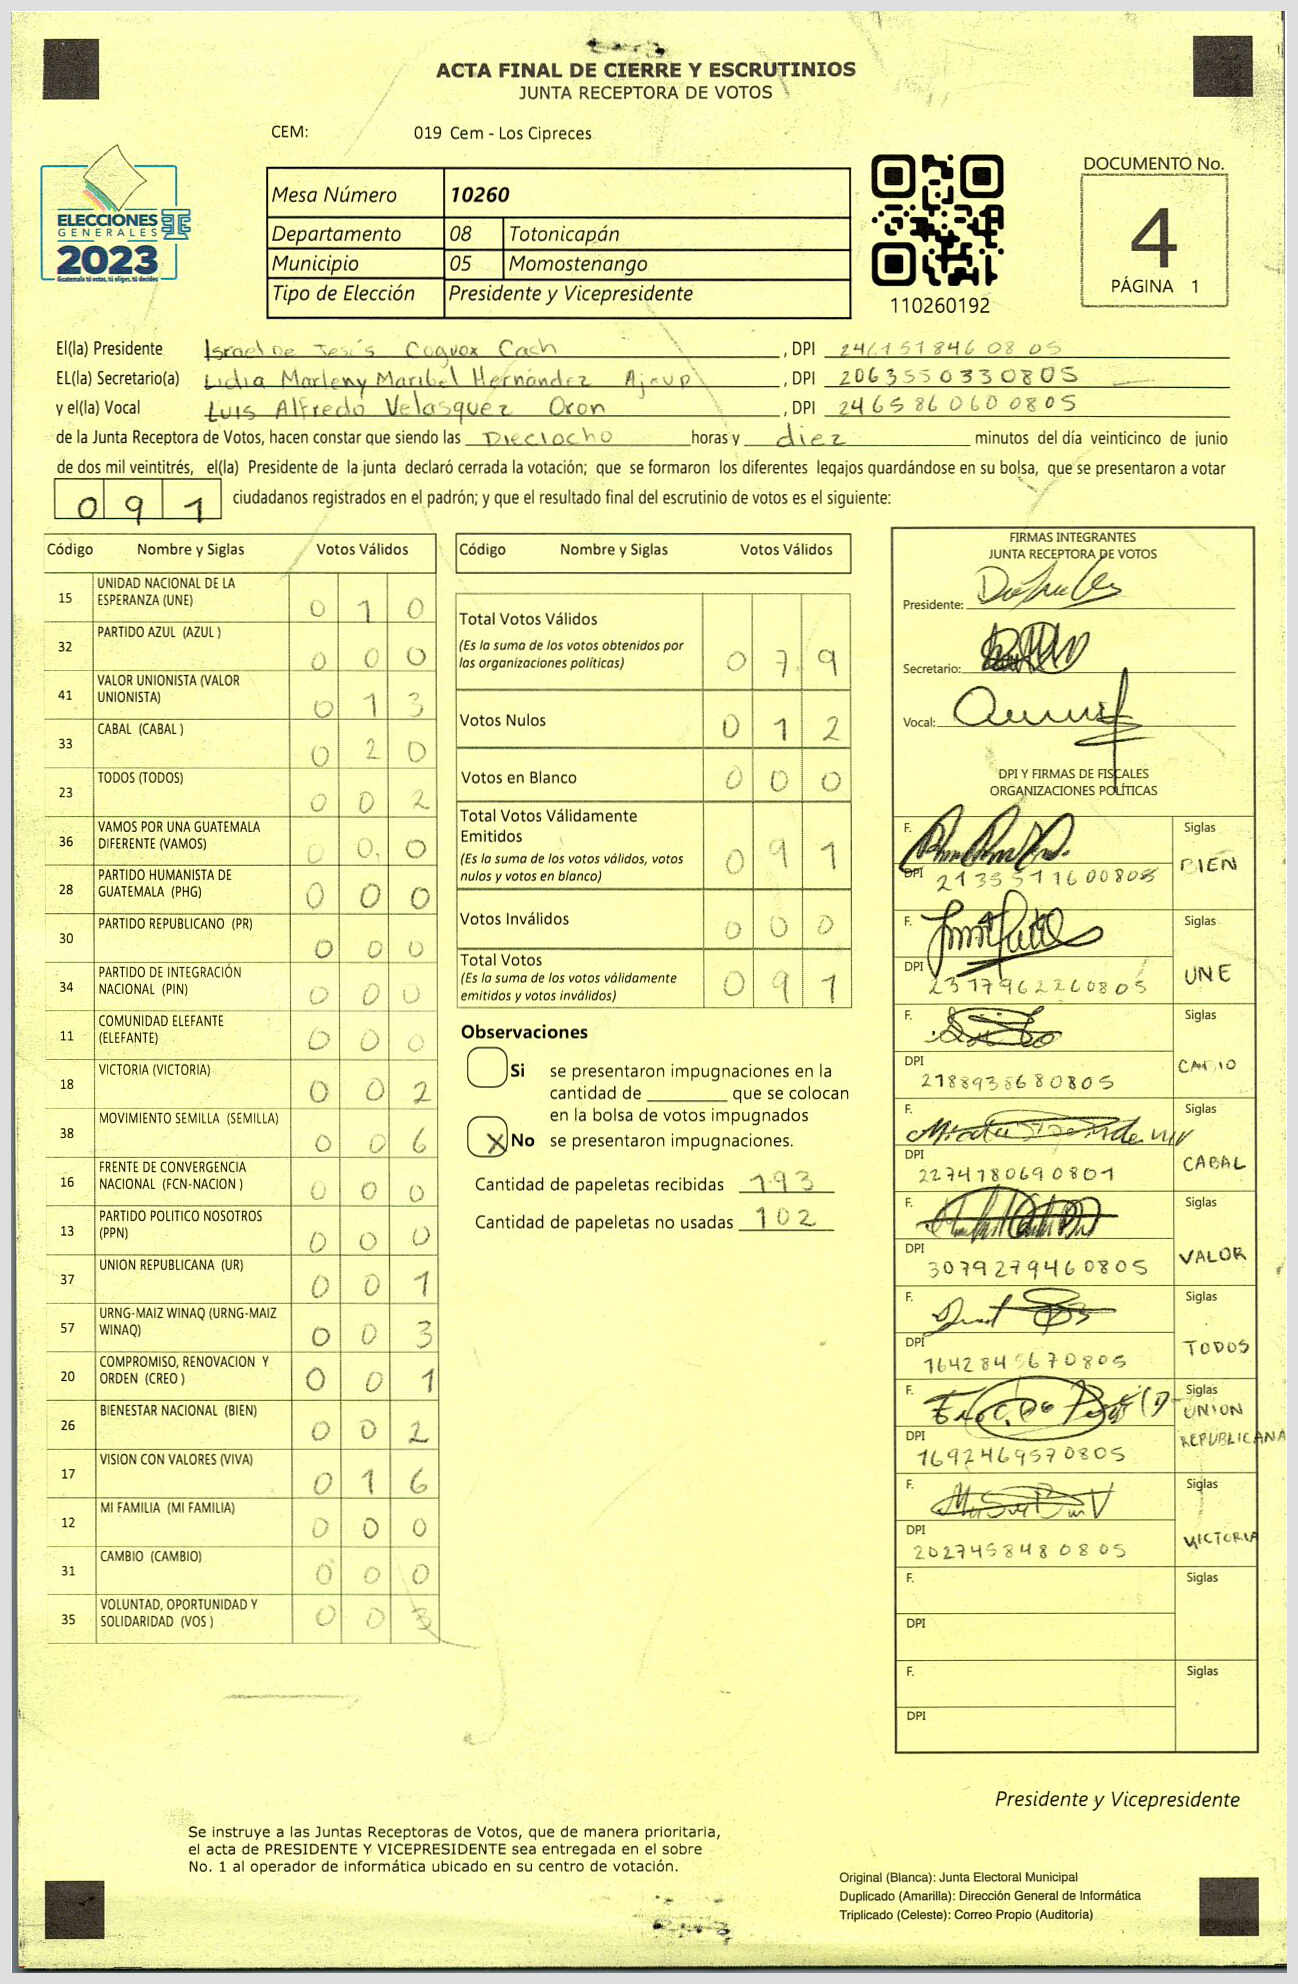 ACTA FINAL DE CIERRE Y ESCRUTINIOS
JUNTA RECEPTORA DE VOTOS
CEM: 019 Cem - Los Cipreces
ELECCIONES
GENERALES
2023
Guatemala tú votas, tú eliges, tú decides
Mesa Número 10260
Departamento 08 Totonicapán
Municipio 05 Momostenango
Tipo de Elección Presidente y Vicepresidente
110260192
DOCUMENTO No.
4
PÁGINA 1
El(la) Presidente Israel De Jesús Coguox Cach , DPI 246151846 0805
EL(la) Secretario(a) Lidia Marleny Maribel Hernández Ajxup , DPI 2063550330805
y el(la) Vocal Luis Alfredo Velasquez Oron , DPI 2465860600805
de la Junta Receptora de Votos, hacen constar que siendo las Dieciocho horas y diez minutos del día veinticinco de junio
de dos mil veintitrés, el(la) Presidente de la junta declaró cerrada la votación; que se formaron los diferentes legajos guardándose en su bolsa, que se presentaron a votar
0 9 1 ciudadanos registrados en el padrón; y que el resultado final del escrutinio de votos es el siguiente:
Código Nombre y Siglas Votos Válidos
15 UNIDAD NACIONAL DE LA ESPERANZA (UNE) 0 1 0
32 PARTIDO AZUL (AZUL ) 0 0 0
41 VALOR UNIONISTA (VALOR UNIONISTA) 0 1 3
33 CABAL (CABAL ) 0 2 0
23 TODOS (TODOS) 0 0 2
36 VAMOS POR UNA GUATEMALA DIFERENTE (VAMOS) 0 0 0
28 PARTIDO HUMANISTA DE GUATEMALA (PHG) 0 0 0
30 PARTIDO REPUBLICANO (PR) 0 0 0
34 PARTIDO DE INTEGRACIÓN NACIONAL (PIN) 0 0 0
11 COMUNIDAD ELEFANTE (ELEFANTE) 0 0 0
18 VICTORIA (VICTORIA) 0 0 2
38 MOVIMIENTO SEMILLA (SEMILLA) 0 0 6
16 FRENTE DE CONVERGENCIA NACIONAL (FCN-NACION ) 0 0 0
13 PARTIDO POLITICO NOSOTROS (PPN) 0 0 0
37 UNION REPUBLICANA (UR) 0 0 1
57 URNG-MAIZ WINAQ (URNG-MAIZ WINAQ) 0 0 3
20 COMPROMISO, RENOVACION Y ORDEN (CREO ) 0 0 1
26 BIENESTAR NACIONAL (BIEN) 0 0 2
17 VISION CON VALORES (VIVA) 0 1 6
12 MI FAMILIA (MI FAMILIA) 0 0 0
31 CAMBIO (CAMBIO) 0 0 0
35 VOLUNTAD, OPORTUNIDAD Y SOLIDARIDAD (VOS ) 0 0 3
Código Nombre y Siglas Votos Válidos
Total Votos Válidos
(Es la suma de los votos obtenidos por
las organizaciones políticas) 0 7 9
Votos Nulos 0 1 2
Votos en Blanco 0 0 0
Total Votos Válidamente
Emitidos
(Es la suma de los votos válidos, votos
nulos y votos en blanco) 0 9 1
Votos Inválidos 0 0 0
Total Votos
(Es la suma de los votos válidamente
emitidos y votos inválidos) 0 9 1
Observaciones
Si se presentaron impugnaciones en la
cantidad de ________ que se colocan
en la bolsa de votos impugnados
X No se presentaron impugnaciones.
Cantidad de papeletas recibidas 193
Cantidad de papeletas no usadas 102
FIRMAS INTEGRANTES
JUNTA RECEPTORA DE VOTOS
Presidente:
Secretario:
Vocal:
DPI Y FIRMAS DE FISCALES
ORGANIZACIONES POLÍTICAS
F. Siglas
DPI 2135511600805 BIEN
F. Siglas
DPI 2317962260805 UNE
F. Siglas
DPI 2188938680805
F. Siglas
DPI 2274180690801 CABAL
F. Siglas
DPI 3079279460805 VALOR
F. Siglas
DPI 1642845670805 TODOS
F. Siglas
UNION
DPI 1692469570805 REPUBLICANA
F. Siglas
DPI 2027458480805 VICTORIA
F. Siglas
DPI
F. Siglas
DPI
Presidente y Vicepresidente
Se instruye a las Juntas Receptoras de Votos, que de manera prioritaria,
el acta de PRESIDENTE Y VICEPRESIDENTE sea entregada en el sobre
No. 1 al operador de informática ubicado en su centro de votación.
Original (Blanca): Junta Electoral Municipal
Duplicado (Amarilla): Dirección General de Informática
Triplicado (Celeste): Correo Propio (Auditoría)